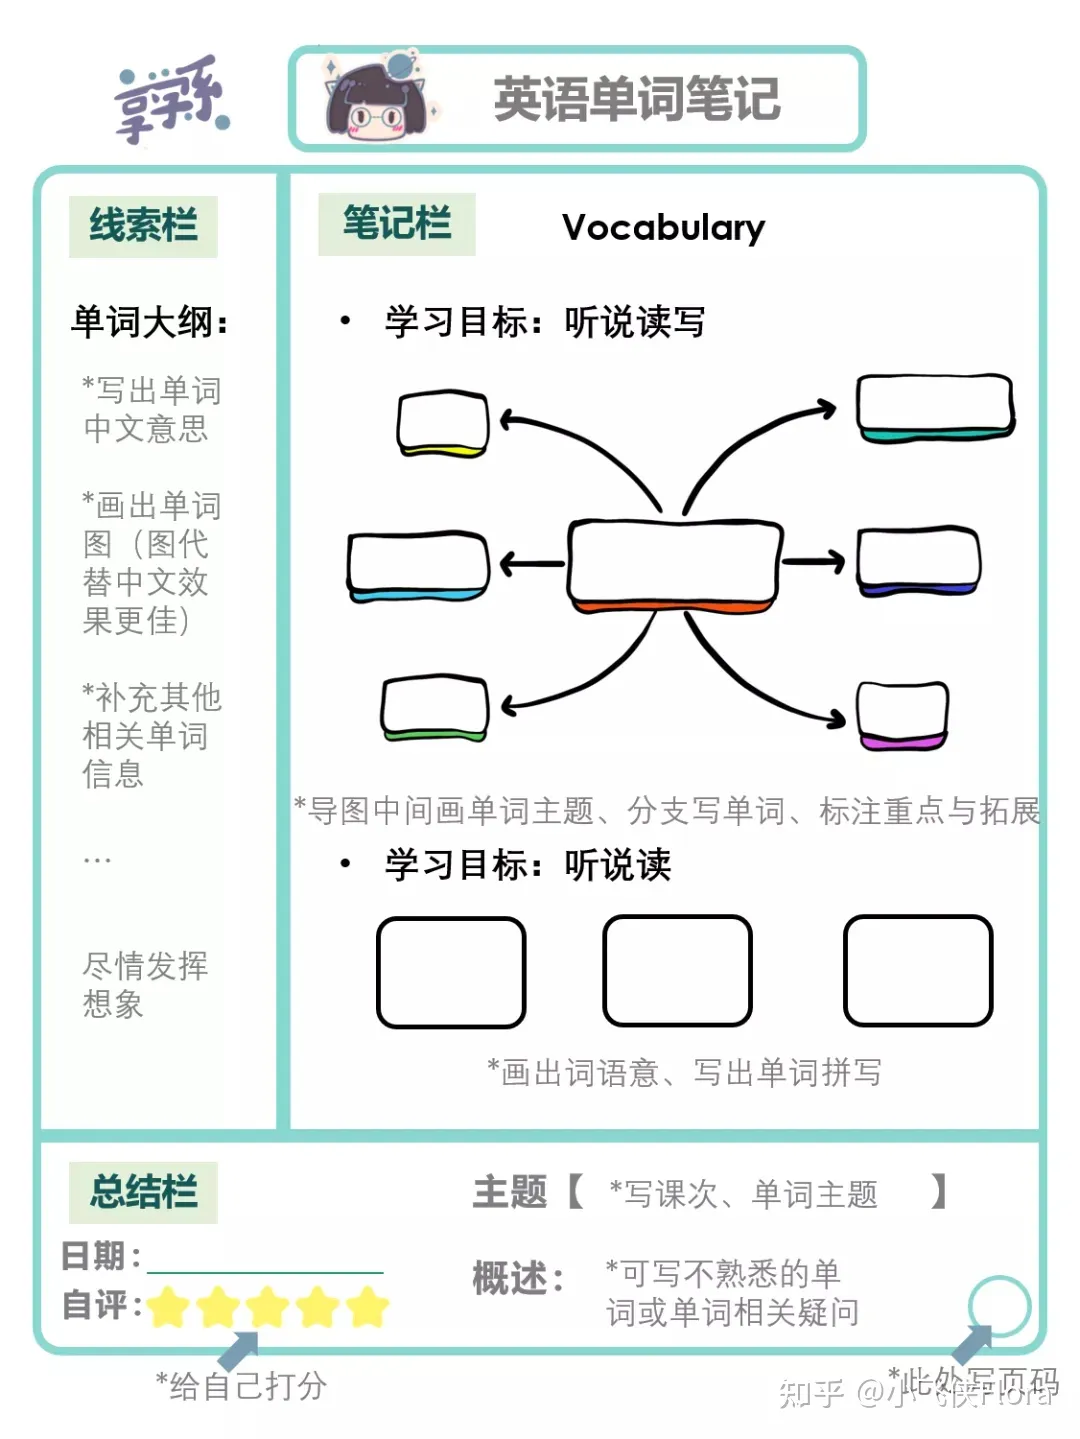 享学系
英语单词笔记
线索栏
单词大纲：
*写出单词
中文意思
*画出单词
图（图代
替中文效
果更佳）
*补充其他
相关单词
信息
...
尽情发挥
想象
笔记栏
Vocabulary
• 学习目标：听说读写
*导图中间画单词主题、分支写单词、标注重点与拓展
• 学习目标：听说读
*画出词语意、写出单词拼写
总结栏
日期：
自评：
*给自己打分
主题【 *写课次、单词主题 】
概述： *可写不熟悉的单
词或单词相关疑问
*此处写页码
知乎 @小飞侠Flora